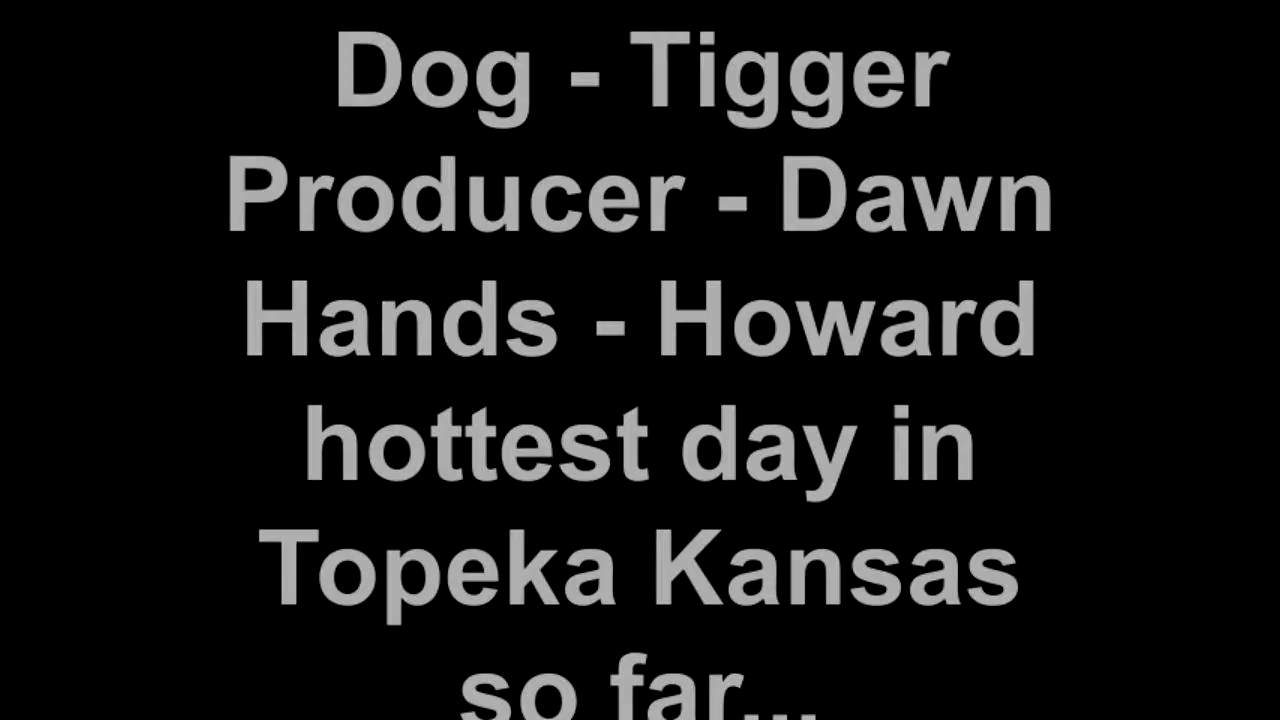 Dog - Tigger
Producer - Dawn
Hands - Howard
hottest day in
Topeka Kansas
so far...